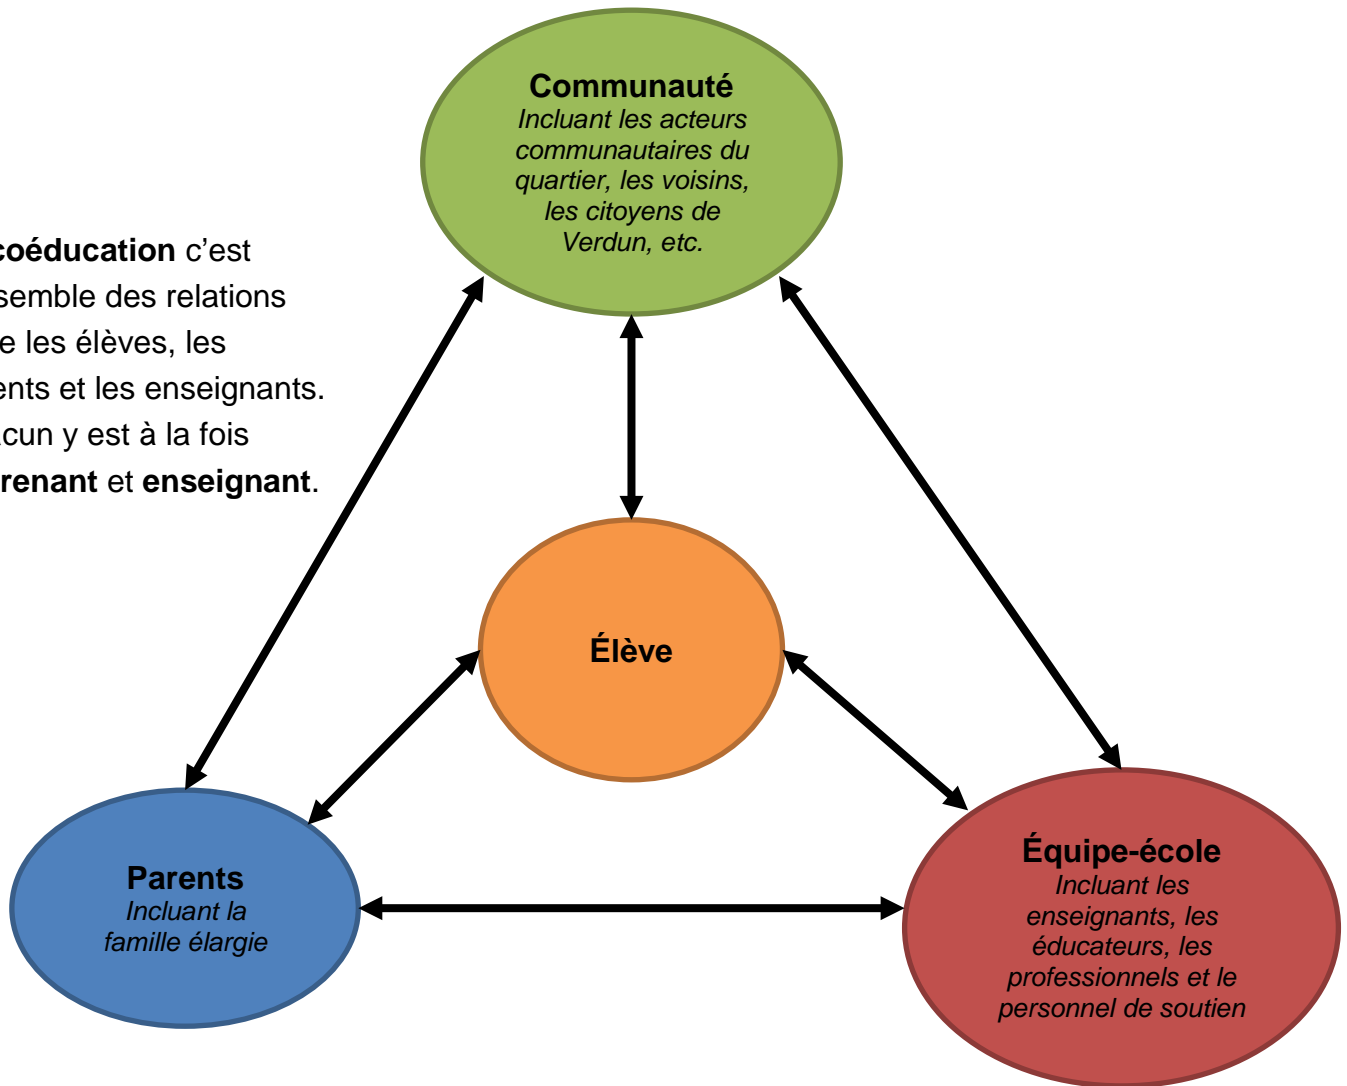 Communauté
Incluant les acteurs
communautaires du
quartier, les voisins,
les citoyens de
Verdun, etc.
coéducation c’est
semble des relations
e les élèves, les
ents et les enseignants.
cun y est à la fois
renant et enseignant.
Élève
Parents
Incluant la
famille élargie
Équipe-école
Incluant les
enseignants, les
éducateurs, les
professionnels et le
personnel de soutien